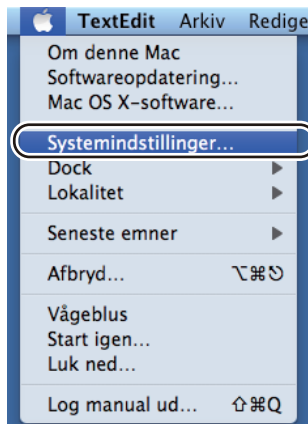 TextEdit Arkiv Redige
Om denne Mac
Softwareopdatering...
Mac OS X-software...
Systemindstillinger...
Dock
Lokalitet
Seneste emner
Afbryd... ⌥⌘⎋
Vågeblus
Start igen...
Luk ned...
Log manual ud... ⇧⌘Q